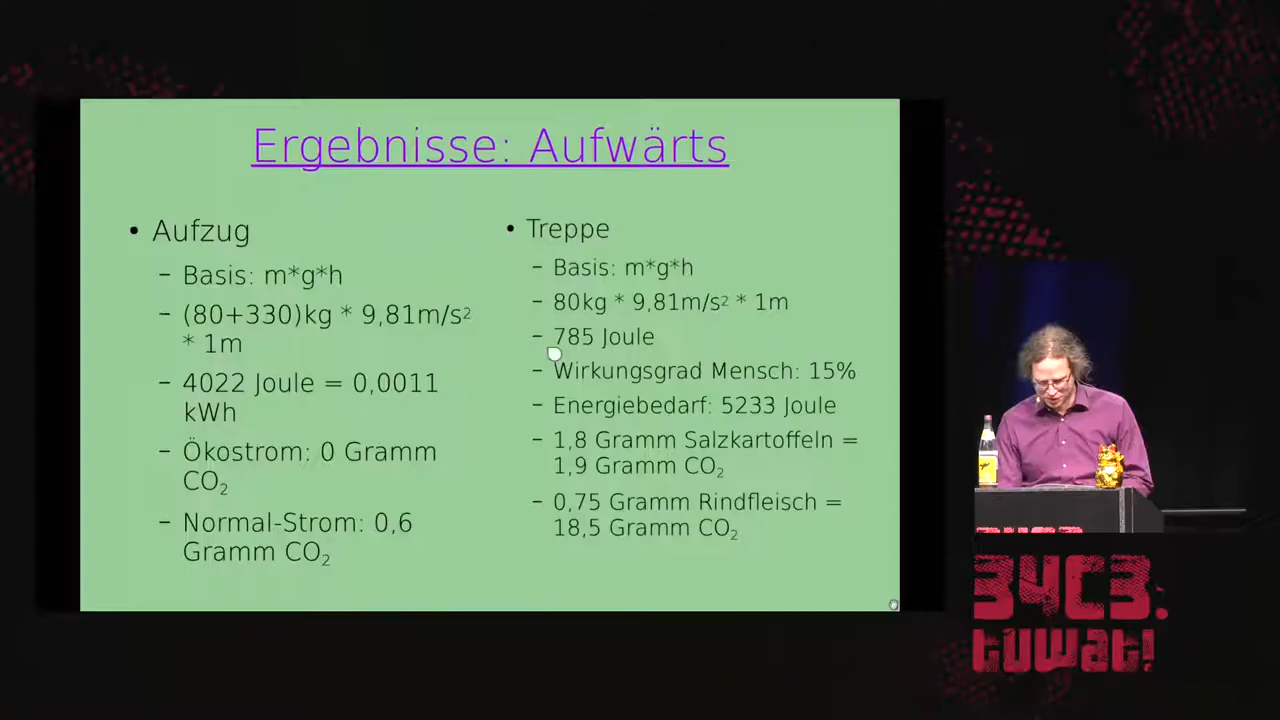 Ergebnisse: Aufwärts
• Aufzug
– Basis: m*g*h
– (80+330)kg * 9,81m/s²
* 1m
– 4022 Joule = 0,0011
kWh
– Ökostrom: 0 Gramm
CO₂
– Normal-Strom: 0,6
Gramm CO₂
• Treppe
– Basis: m*g*h
– 80kg * 9,81m/s² * 1m
– 785 Joule
– Wirkungsgrad Mensch: 15%
– Energiebedarf: 5233 Joule
– 1,8 Gramm Salzkartoffeln =
1,9 Gramm CO₂
– 0,75 Gramm Rindfleisch =
18,5 Gramm CO₂
34C3:
tuwat!